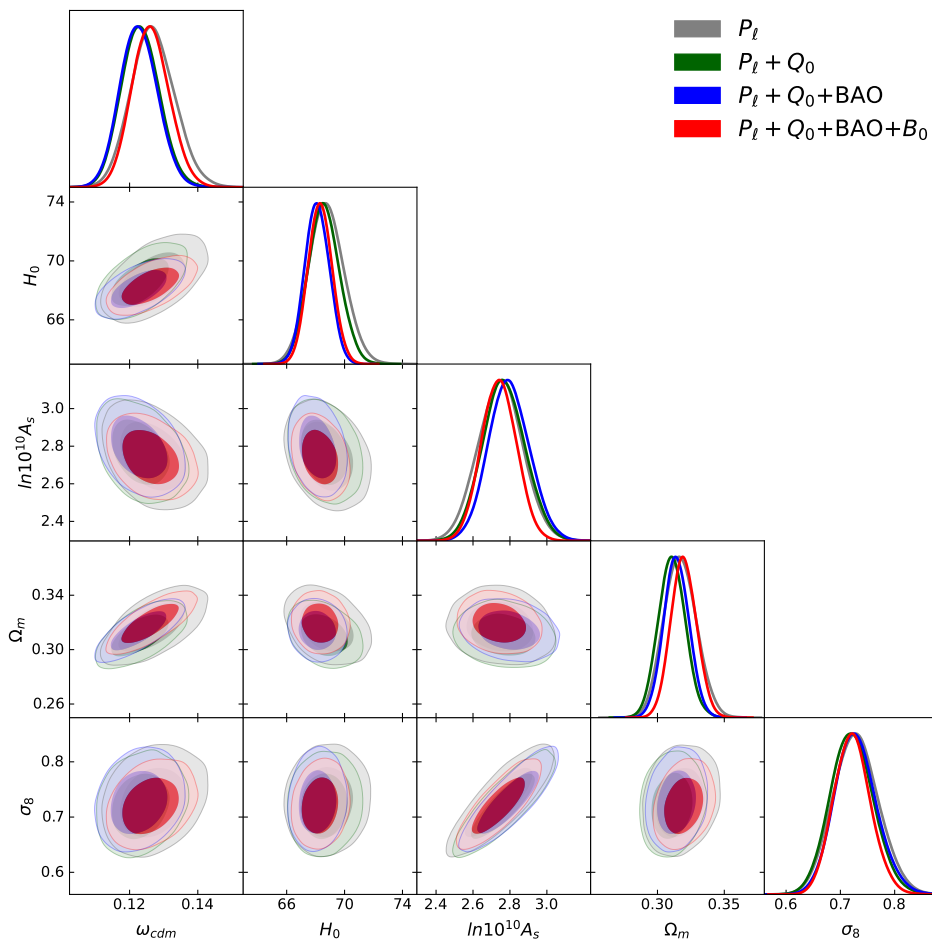 P_ℓ
P_ℓ + Q_0
P_ℓ + Q_0+BAO
P_ℓ + Q_0+BAO+B_0
74
70
66
H_0
3.0
2.8
2.6
2.4
ln10^{10}A_s
0.34
0.30
0.26
Ω_m
0.8
0.7
0.6
σ_8
0.12 0.14 66 70 74 2.4 2.6 2.8 3.0 0.30 0.35 0.6 0.7 0.8
ω_{cdm} H_0 ln10^{10}A_s Ω_m σ_8